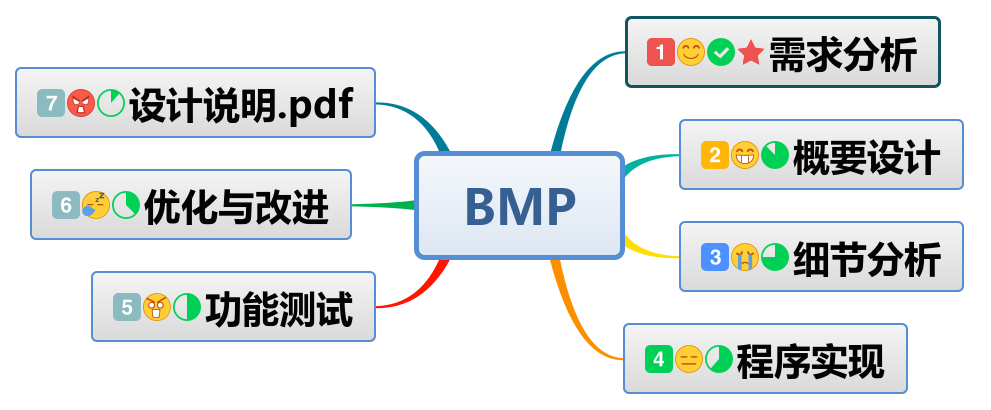 BMP
1 需求分析
2 概要设计
3 细节分析
4 程序实现
5 功能测试
6 优化与改进
7 设计说明.pdf